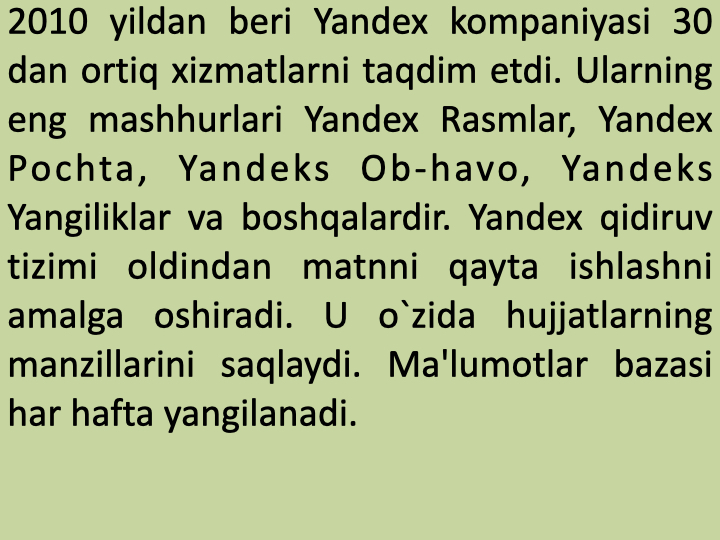 2010 yildan beri Yandex kompaniyasi 30
dan ortiq xizmatlarni taqdim etdi. Ularning
eng mashhurlari Yandex Rasmlar, Yandex
Pochta, Yandeks Ob-havo, Yandeks
Yangiliklar va boshqalardir. Yandex qidiruv
tizimi oldindan matnni qayta ishlashni
amalga oshiradi. U o`zida hujjatlarning
manzillarini saqlaydi. Ma'lumotlar bazasi
har hafta yangilanadi.